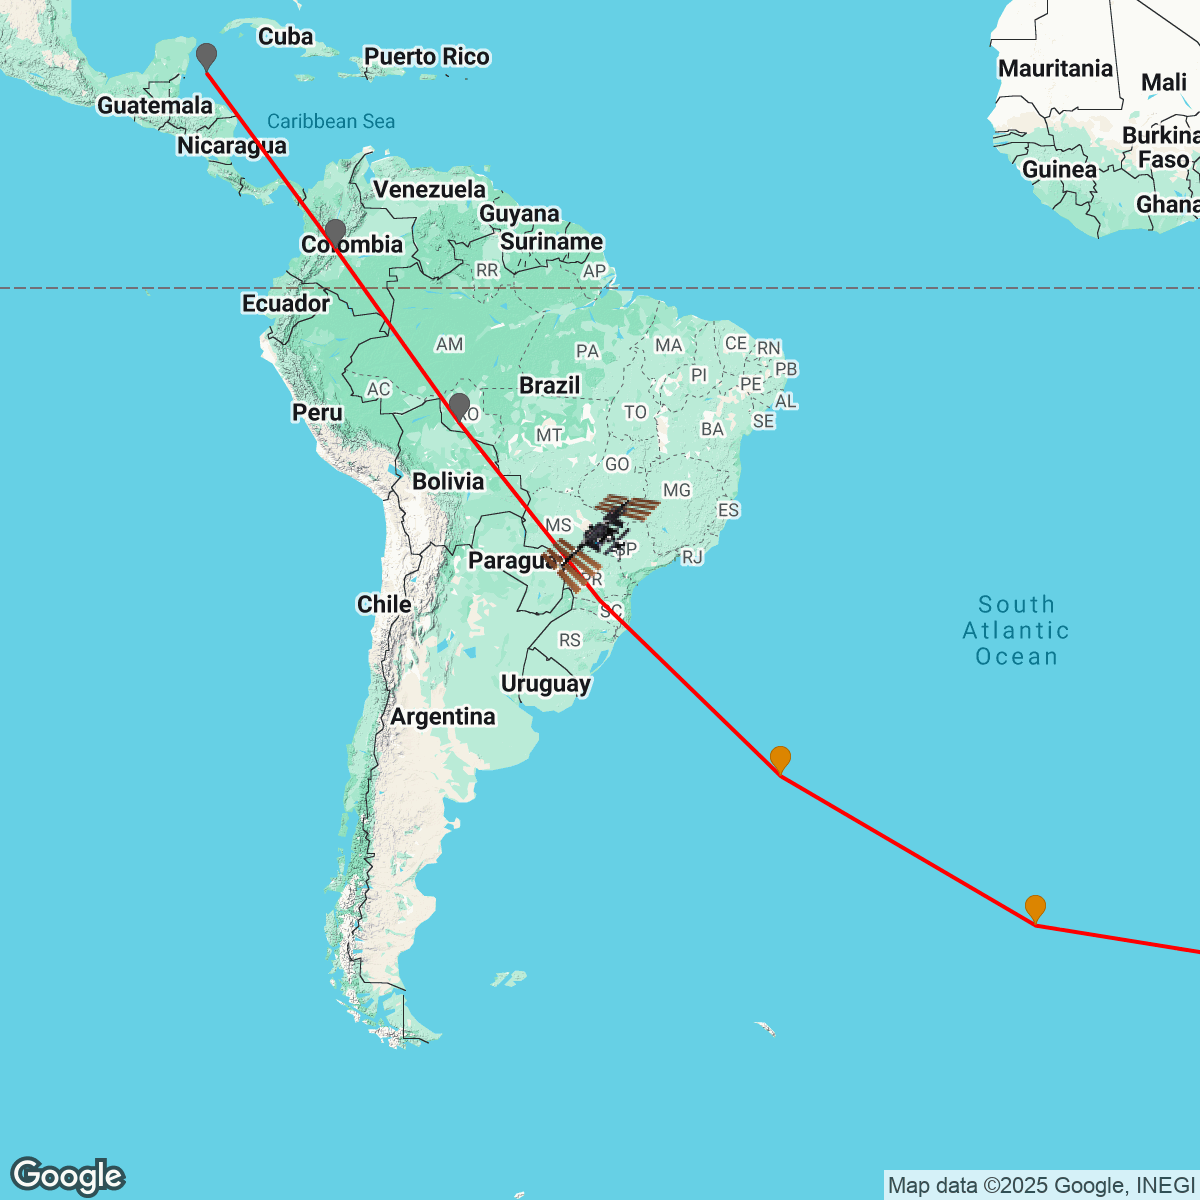 Cuba
Puerto Rico
Mauritania
Mali
Guatemala
Caribbean Sea
Nicaragua
Burkina
Faso
Guinea
Ghana
Venezuela
Guyana
Suriname
Colombia
RR
AP
Ecuador
AM
PA
MA
CE
RN
PI
PB
PE
AC
Brazil
AL
Peru
TO
SE
BA
MT
GO
Bolivia
MG
ES
MS
SP
RJ
PR
Chile
SC
South
Atlantic
Ocean
RS
Uruguay
Argentina
Google
Map data ©2025 Google, INEGI